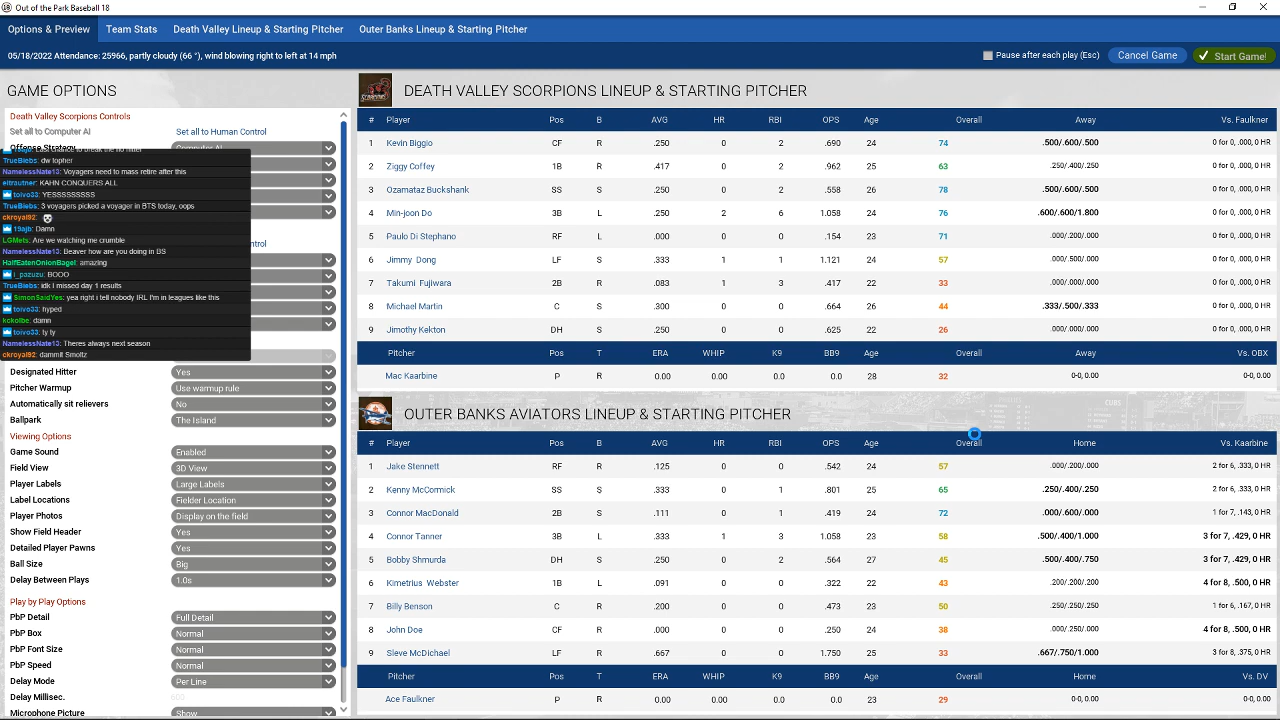 Out of the Park Baseball 18
Options & Preview Team Stats Death Valley Lineup & Starting Pitcher Outer Banks Lineup & Starting Pitcher
05/18/2022 Attendance: 25966, partly cloudy (66 °), wind blowing right to left at 14 mph
Pause after each play (Esc) Cancel Game Start Game!
GAME OPTIONS
Death Valley Scorpions Controls
Set all to Computer AI Set all to Human Control
Offense Strategy Computer AI
TrueBiebs: dw topher
NamelessNate13: Voyagers need to mass retire after this
eltrautner: KAHN CONQUERS ALL
toivo33: YESSSSSSSSS
TrueBiebs: 3 voyagers picked a voyager in BTS today, oops
ckroyal92:
19ajb: Damn
LGMets: Are we watching me crumble
NamelessNate13: Beaver how are you doing in BS
HalfEatenOnionBagel: amazing
i_pazuzu: BOOO
TrueBiebs: idk I missed day 1 results
SimonSaidYes: yea right i tell nobody IRL I'm in leagues like this
toivo33: hyped
kckolbe: damn
toivo33: ty ty
NamelessNate13: Theres always next season
ckroyal92: dammit Smoltz
Designated Hitter Yes
Pitcher Warmup Use warmup rule
Automatically sit relievers No
Ballpark The Island
Viewing Options
Game Sound Enabled
Field View 3D View
Player Labels Large Labels
Label Locations Fielder Location
Player Photos Display on the field
Show Field Header Yes
Detailed Player Pawns Yes
Ball Size Big
Delay Between Plays 1.0s
Play by Play Options
PbP Detail Full Detail
PbP Box Normal
PbP Font Size Normal
PbP Speed Normal
Delay Mode Per Line
Delay Millisec. 600
Microphone Picture Show
DEATH VALLEY SCORPIONS LINEUP & STARTING PITCHER
# Player Pos B AVG HR RBI OPS Age Overall Away Vs. Faulkner
1 Kevin Biggio CF R .250 0 2 .690 24 74 .500/.600/.500 0 for 0, .000, 0 HR
2 Ziggy Coffey 1B R .417 0 2 .962 25 63 .250/.400/.250 0 for 0, .000, 0 HR
3 Ozamataz Buckshank SS S .250 0 2 .558 26 78 .500/.600/.500 0 for 0, .000, 0 HR
4 Min-joon Do 3B L .250 2 6 1.058 24 76 .600/.600/1.800 0 for 0, .000, 0 HR
5 Paulo Di Stephano RF L .000 0 0 .154 24 71 .000/.200/.000 0 for 0, .000, 0 HR
6 Jimmy Dong LF S .333 1 1 1.121 24 57 .000/.500/.000 0 for 0, .000, 0 HR
7 Takumi Fujiwara 2B R .083 1 3 .417 22 33 .000/.000/.000 0 for 0, .000, 0 HR
8 Michael Martin C S .300 0 0 .664 22 44 .333/.500/.333 0 for 0, .000, 0 HR
9 Jimothy Kekton DH S .250 0 0 .625 22 26 .000/.000/.000 0 for 0, .000, 0 HR
Pitcher Pos T ERA WHIP K9 BB9 Age Overall Away Vs. OBX
Mac Kaarbine P R 0.00 0.00 0.0 0.0 23 32 0-0, 0.00 0-0, 0.00
OUTER BANKS AVIATORS LINEUP & STARTING PITCHER
# Player Pos B AVG HR RBI OPS Age Overall Home Vs. Kaarbine
1 Jake Stennett RF R .125 0 0 .542 24 57 .000/.200/.000 2 for 6, .333, 0 HR
2 Kenny McCormick SS S .333 0 1 .801 25 65 .250/.400/.250 2 for 6, .333, 0 HR
3 Connor MacDonald 2B S .111 0 1 .419 25 72 .000/.600/.000 1 for 7, .143, 0 HR
4 Connor Tanner 3B L .333 1 3 1.058 24 58 .500/.400/1.000 3 for 7, .429, 0 HR
5 Bobby Shmurda DH S .250 0 2 .564 27 45 .500/.400/.750 3 for 7, .429, 0 HR
6 Kimetrius Webster 1B L .091 0 0 .322 22 43 .200/.200/.200 4 for 8, .500, 0 HR
7 Billy Benson C R .200 0 0 .473 24 50 .250/.250/.250 1 for 6, .167, 0 HR
8 John Doe CF R .000 0 0 .250 24 38 .000/.250/.000 4 for 8, .500, 0 HR
9 Sleve McDichael LF R .667 0 0 1.750 25 33 .667/.750/1.000 3 for 8, .375, 0 HR
Pitcher Pos T ERA WHIP K9 BB9 Age Overall Home Vs. DV
Ace Faulkner P R 0.00 0.00 0.0 0.0 23 29 0-0, 0.00 0-0, 0.00